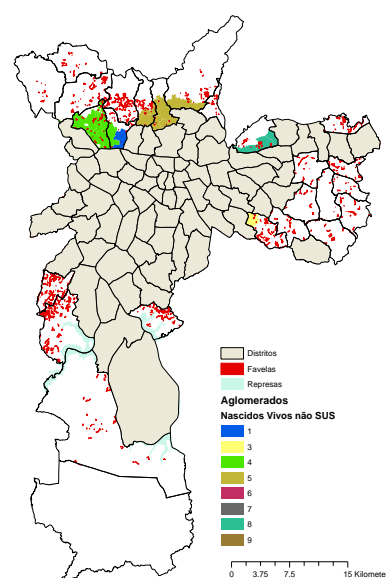 Distritos
Favelas
Represas
Aglomerados
Nascidos Vivos não SUS
1
3
4
5
6
7
8
9
0 3.75 7.5 15 Kilomete